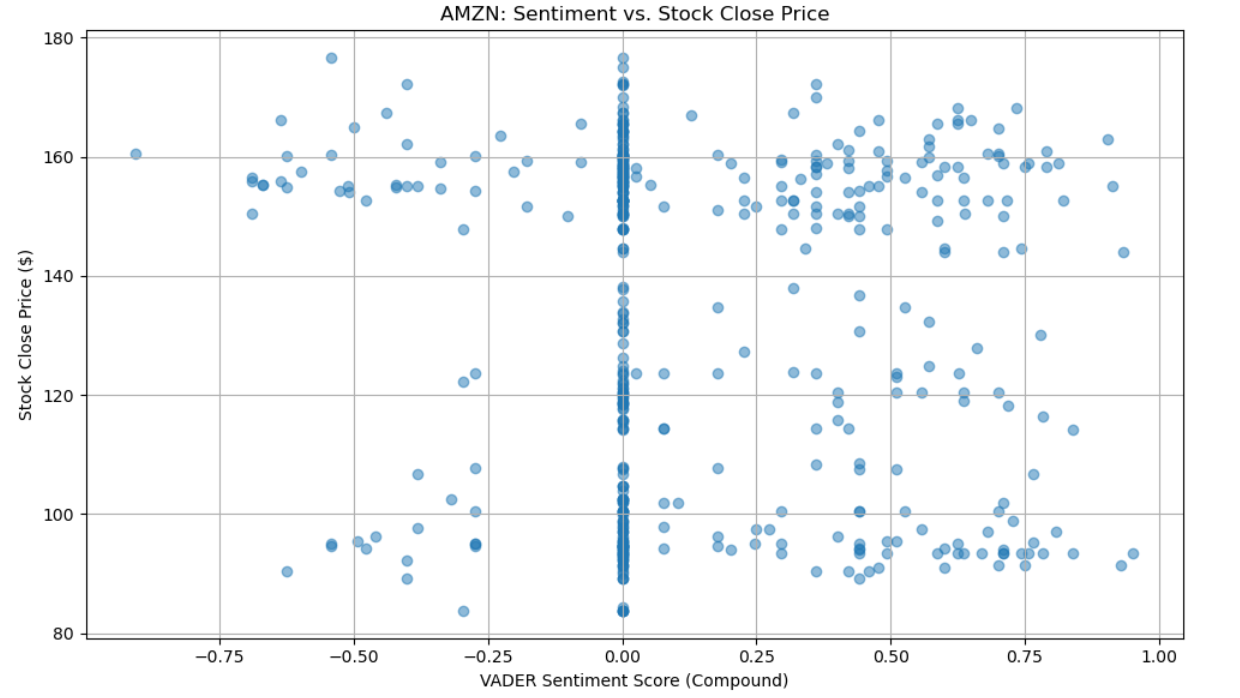 AMZN: Sentiment vs. Stock Close Price
180
160
140
120
100
80
Stock Close Price ($)
−0.75 −0.50 −0.25 0.00 0.25 0.50 0.75 1.00
VADER Sentiment Score (Compound)